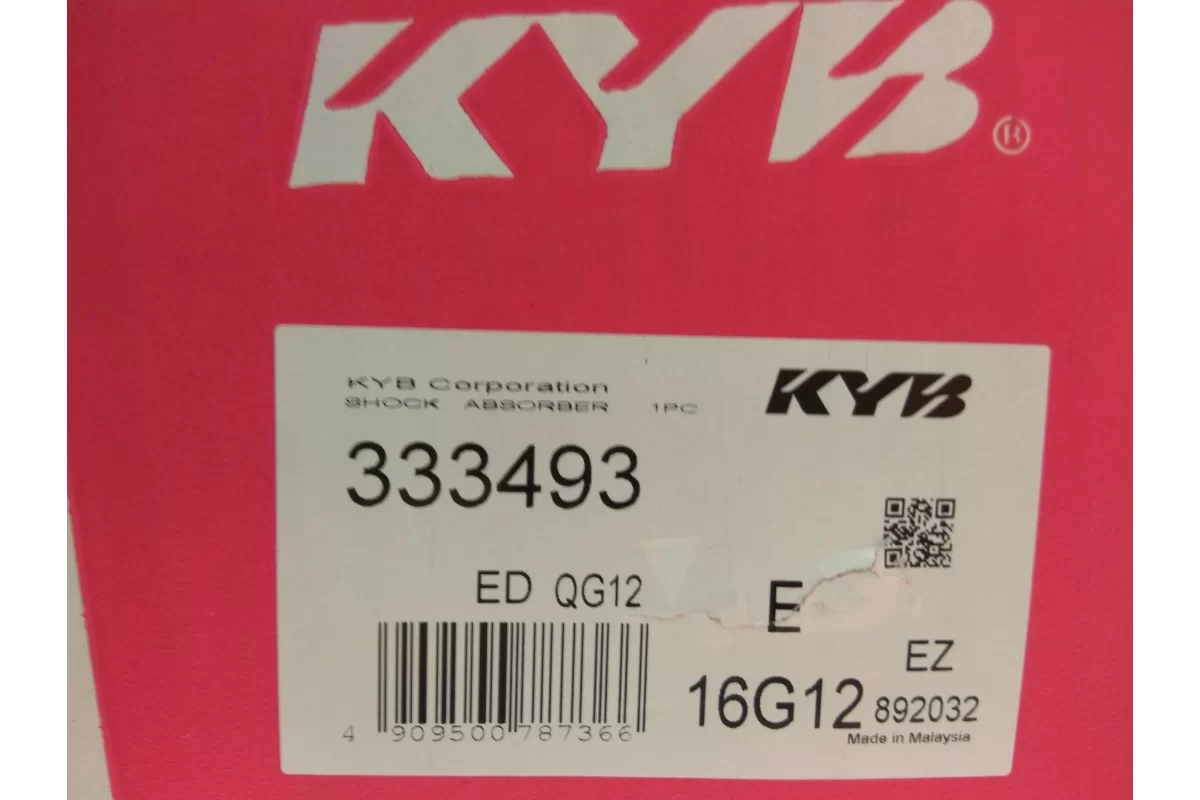 KYB ®
KYB Corporation
SHOCK ABSORBER 1PC
KYB
333493
ED QG12
E
EZ
16G12 892032
4 909500 787366
Made in Malaysia